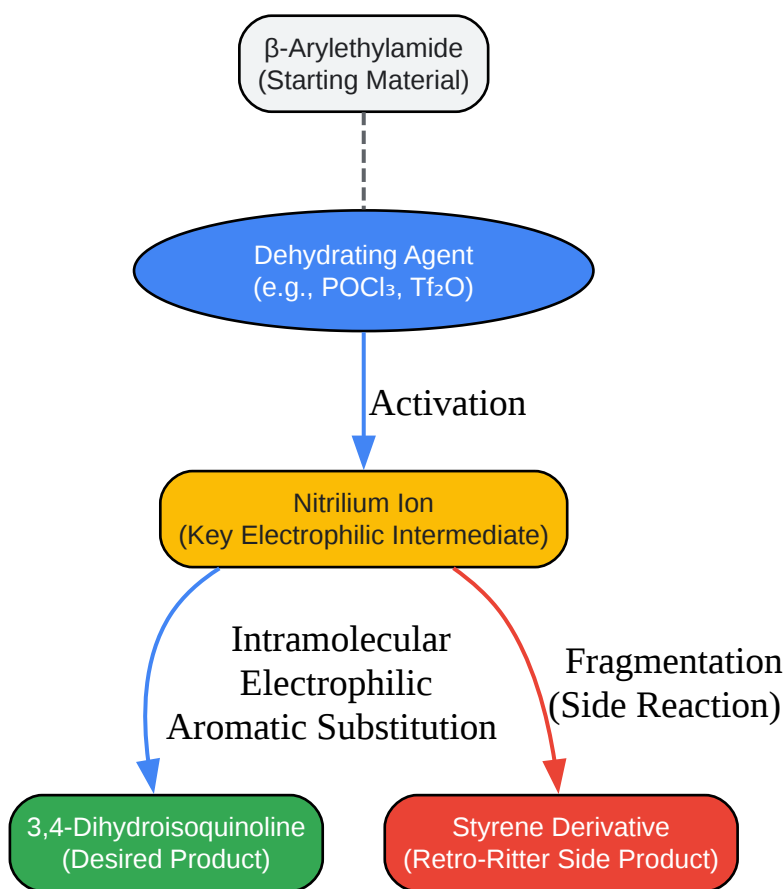 β-Arylethylamide
(Starting Material)
Dehydrating Agent
(e.g., POCl₃, Tf₂O)
Activation
Nitrilium Ion
(Key Electrophilic Intermediate)
Intramolecular
Electrophilic
Aromatic Substitution
Fragmentation
(Side Reaction)
3,4-Dihydroisoquinoline
(Desired Product)
Styrene Derivative
(Retro-Ritter Side Product)